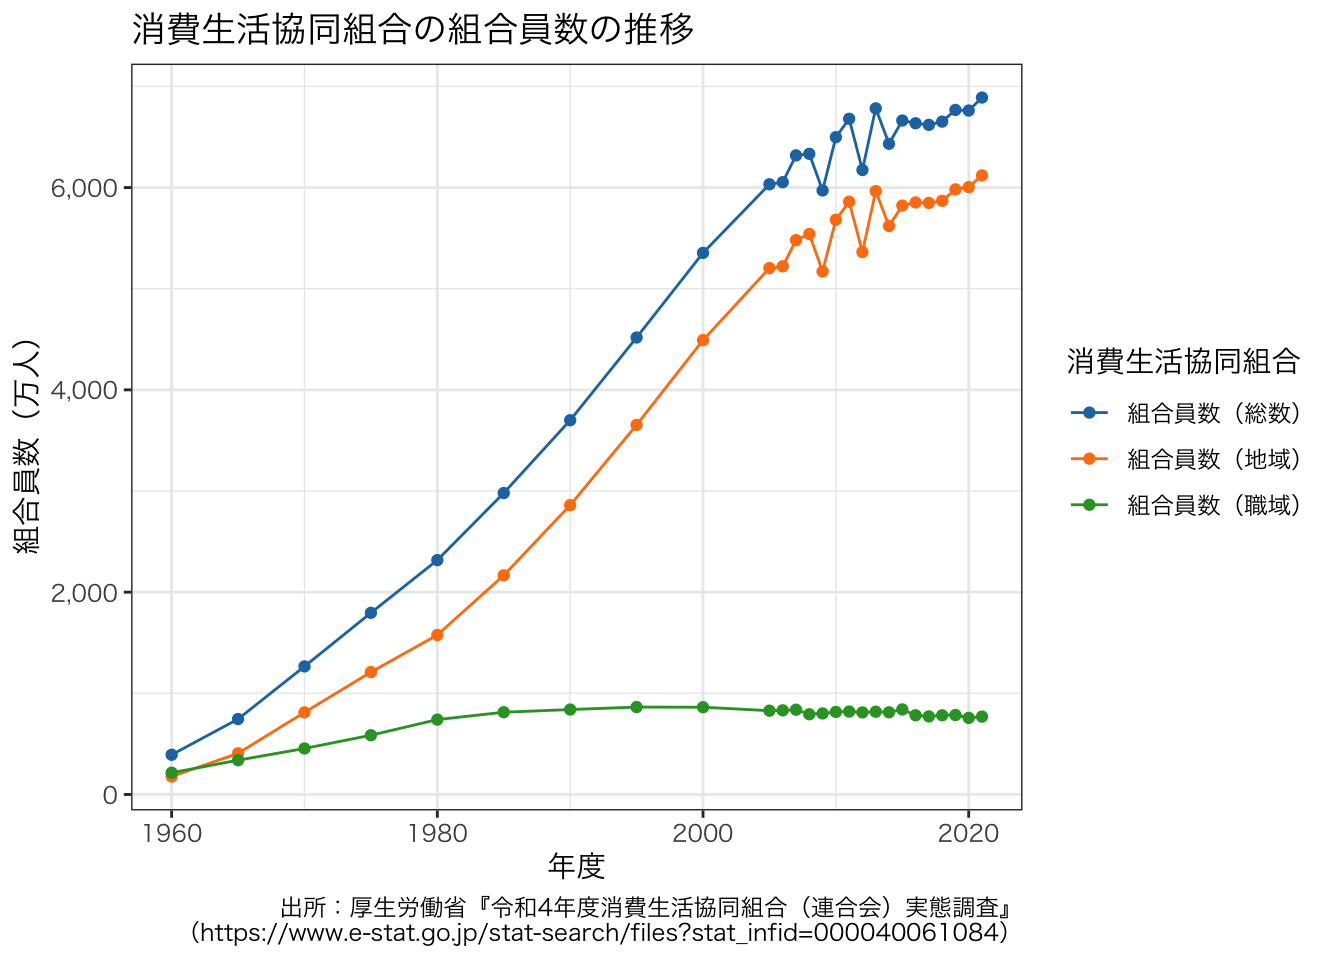 消費生活協同組合の組合員数の推移
組合員数（万人）
6,000
4,000
2,000
0
1960
1980
2000
2020
年度
消費生活協同組合
組合員数（総数）
組合員数（地域）
組合員数（職域）
出所：厚生労働省『令和4年度消費生活協同組合（連合会）実態調査』
（https://www.e-stat.go.jp/stat-search/files?stat_infid=000040061084）